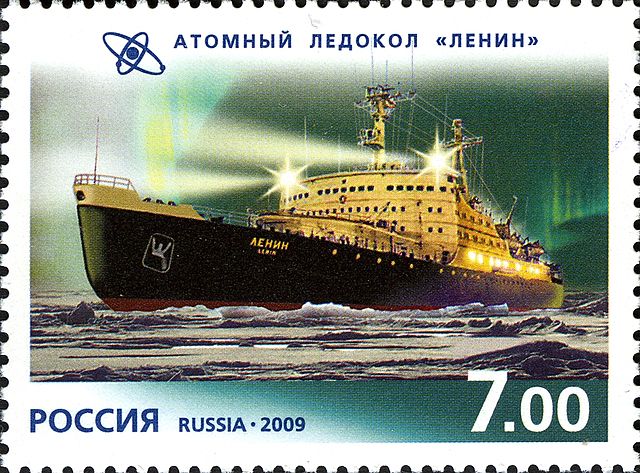 АТОМНЫЙ ЛЕДОКОЛ «ЛЕНИН»
ЛЕНИН
LENIN
РОССИЯ RUSSIA • 2009
7.00